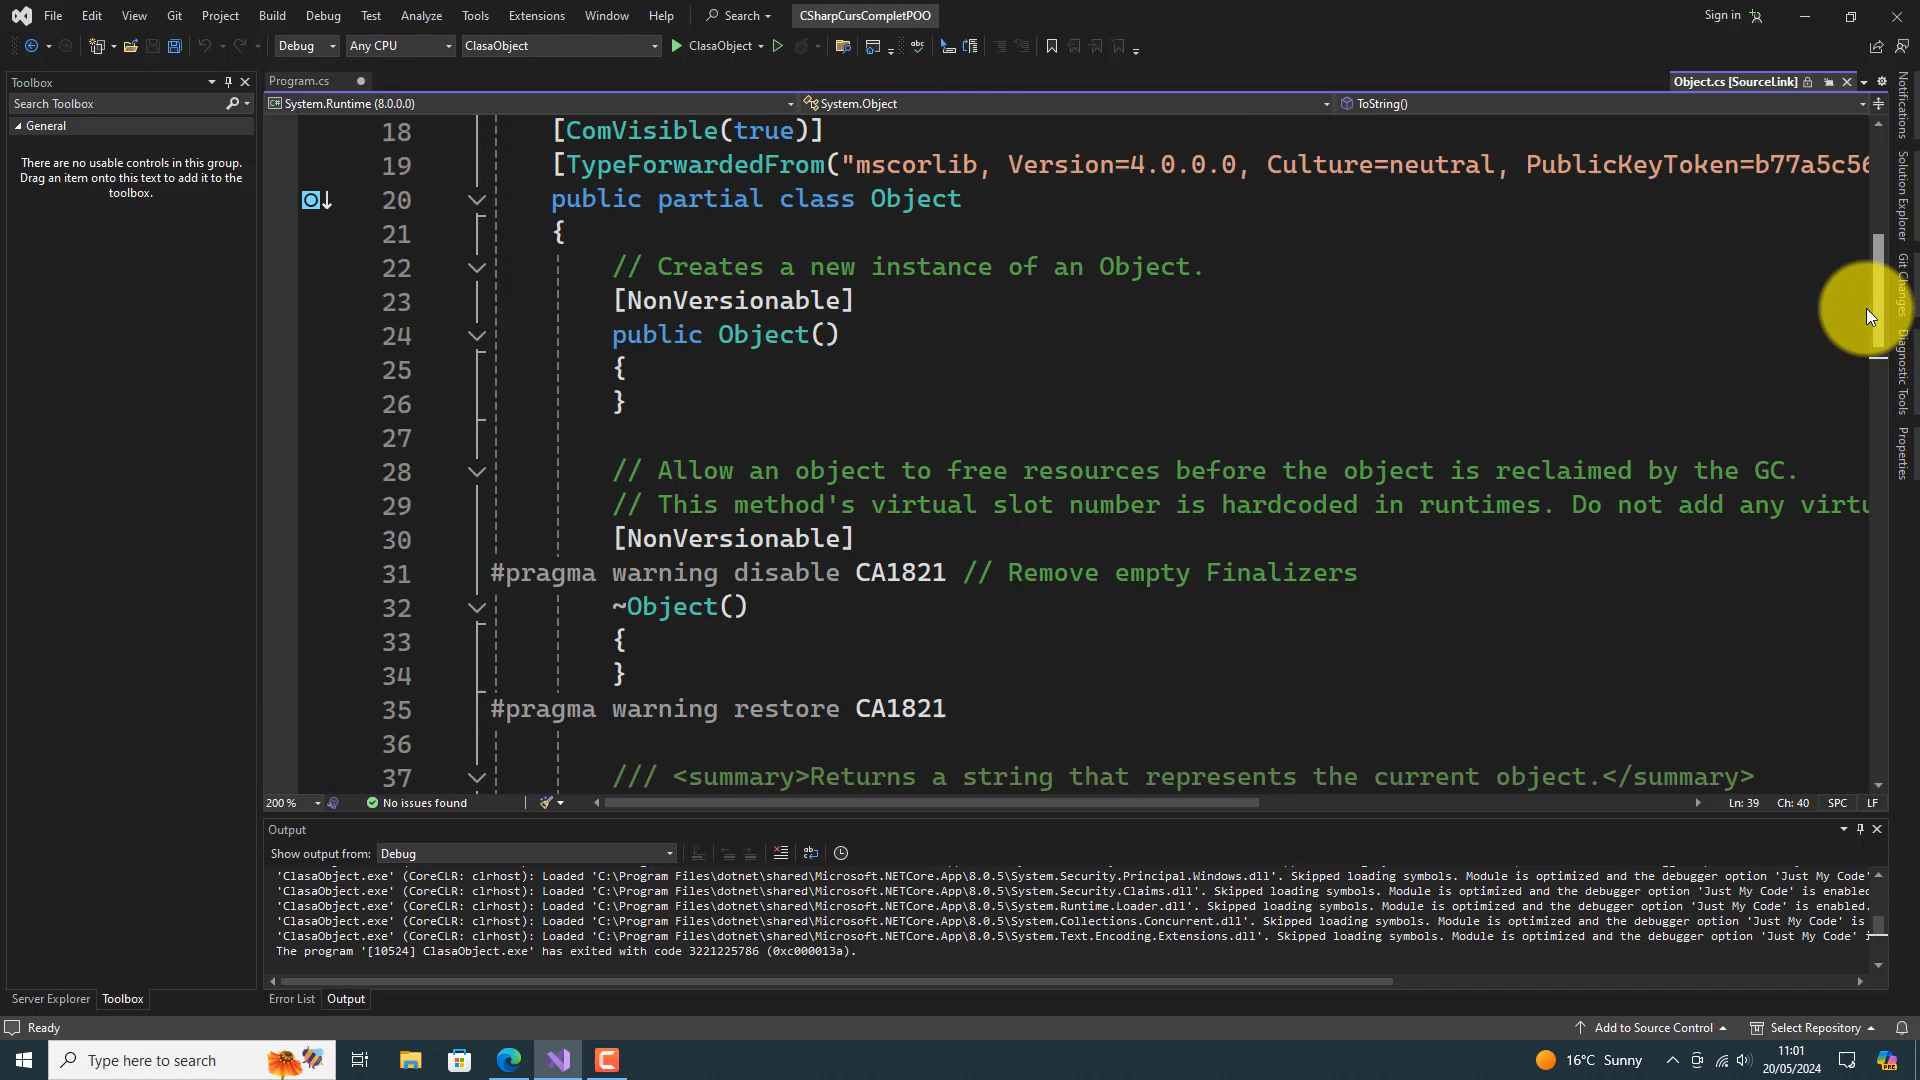 File Edit View Git Project Build Debug Test Analyze Tools Extensions Window Help Search CSharpCursCompletPOO Sign in
Debug Any CPU ClasaObject ClasaObject
Toolbox
Search Toolbox
General
There are no usable controls in this group.
Drag an item onto this text to add it to the
toolbox.
Program.cs Object.cs [SourceLink]
System.Runtime (8.0.0.0) System.Object ToString()
18 [ComVisible(true)]
19 [TypeForwardedFrom("mscorlib, Version=4.0.0.0, Culture=neutral, PublicKeyToken=b77a5c56
20 public partial class Object
21 {
22 // Creates a new instance of an Object.
23 [NonVersionable]
24 public Object()
25 {
26 }
27
28 // Allow an object to free resources before the object is reclaimed by the GC.
29 // This method's virtual slot number is hardcoded in runtimes. Do not add any virtu
30 [NonVersionable]
31 #pragma warning disable CA1821 // Remove empty Finalizers
32 ~Object()
33 {
34 }
35 #pragma warning restore CA1821
36
37 /// <summary>Returns a string that represents the current object.</summary>
200 % No issues found Ln: 39 Ch: 40 SPC LF
Output
Show output from: Debug
'ClasaObject.exe' (CoreCLR: clrhost): Loaded 'C:\Program Files\dotnet\shared\Microsoft.NETCore.App\8.0.5\System.Security.Principal.Windows.dll'. Skipped loading symbols. Module is optimized and the debugger option 'Just My Code'
'ClasaObject.exe' (CoreCLR: clrhost): Loaded 'C:\Program Files\dotnet\shared\Microsoft.NETCore.App\8.0.5\System.Security.Claims.dll'. Skipped loading symbols. Module is optimized and the debugger option 'Just My Code' is enabled
'ClasaObject.exe' (CoreCLR: clrhost): Loaded 'C:\Program Files\dotnet\shared\Microsoft.NETCore.App\8.0.5\System.Runtime.Loader.dll'. Skipped loading symbols. Module is optimized and the debugger option 'Just My Code' is enabled.
'ClasaObject.exe' (CoreCLR: clrhost): Loaded 'C:\Program Files\dotnet\shared\Microsoft.NETCore.App\8.0.5\System.Collections.Concurrent.dll'. Skipped loading symbols. Module is optimized and the debugger option 'Just My Code' is
'ClasaObject.exe' (CoreCLR: clrhost): Loaded 'C:\Program Files\dotnet\shared\Microsoft.NETCore.App\8.0.5\System.Text.Encoding.Extensions.dll'. Skipped loading symbols. Module is optimized and the debugger option 'Just My Code' i
The program '[10524] ClasaObject.exe' has exited with code 3221225786 (0xc000013a).
Server Explorer Toolbox Error List Output
Notifications
Solution Explorer
Git Changes
Diagnostic Tools
Properties
Ready Add to Source Control Select Repository
Type here to search 16°C Sunny 11:01
20/05/2024